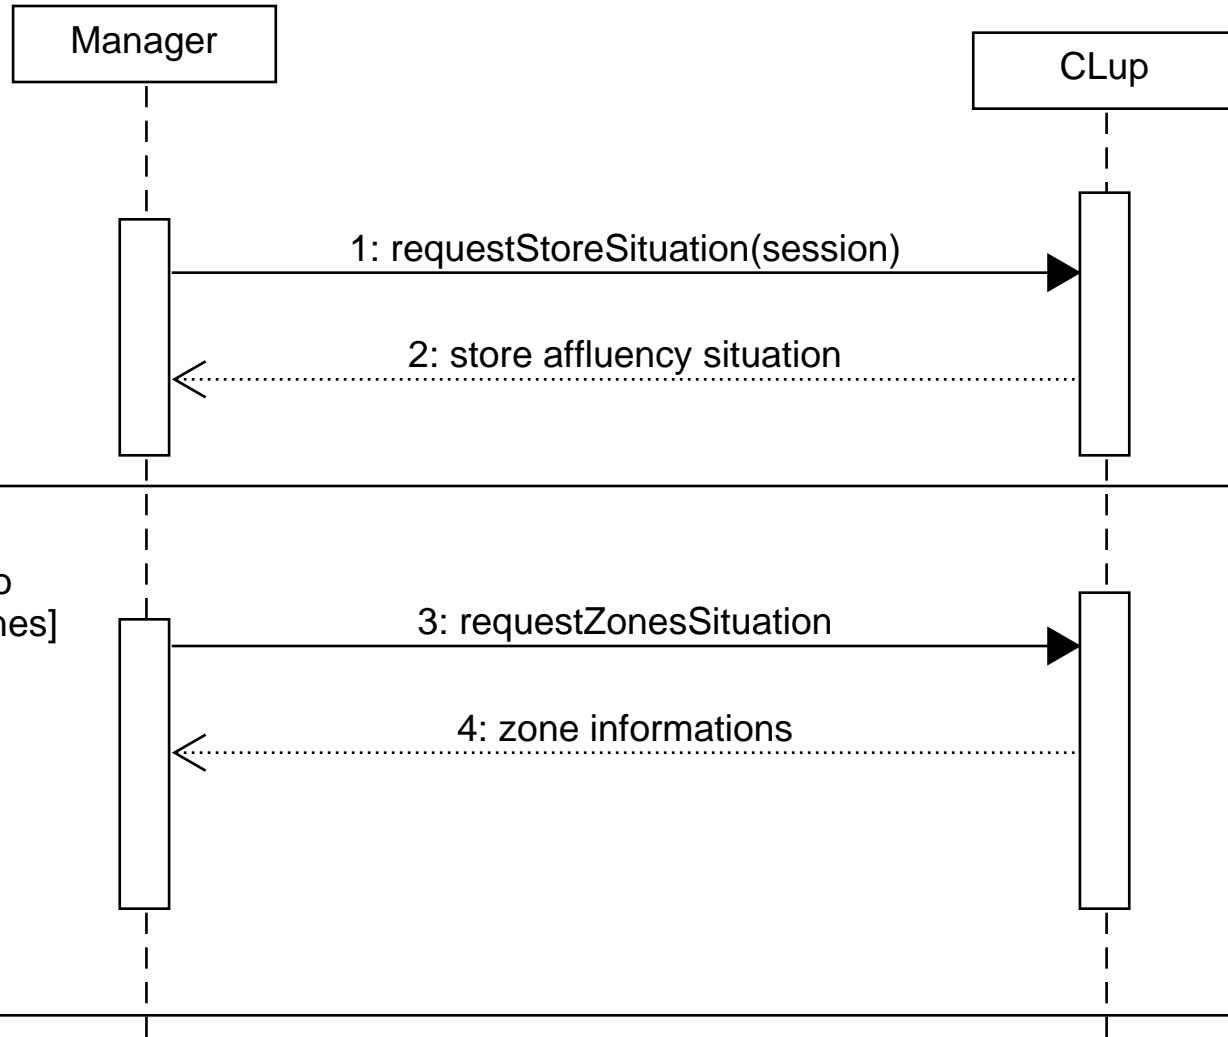 Manager
CLup
1: requestStoreSituation(session)
2: store affluency situation
3: requestZonesSituation
4: zone informations